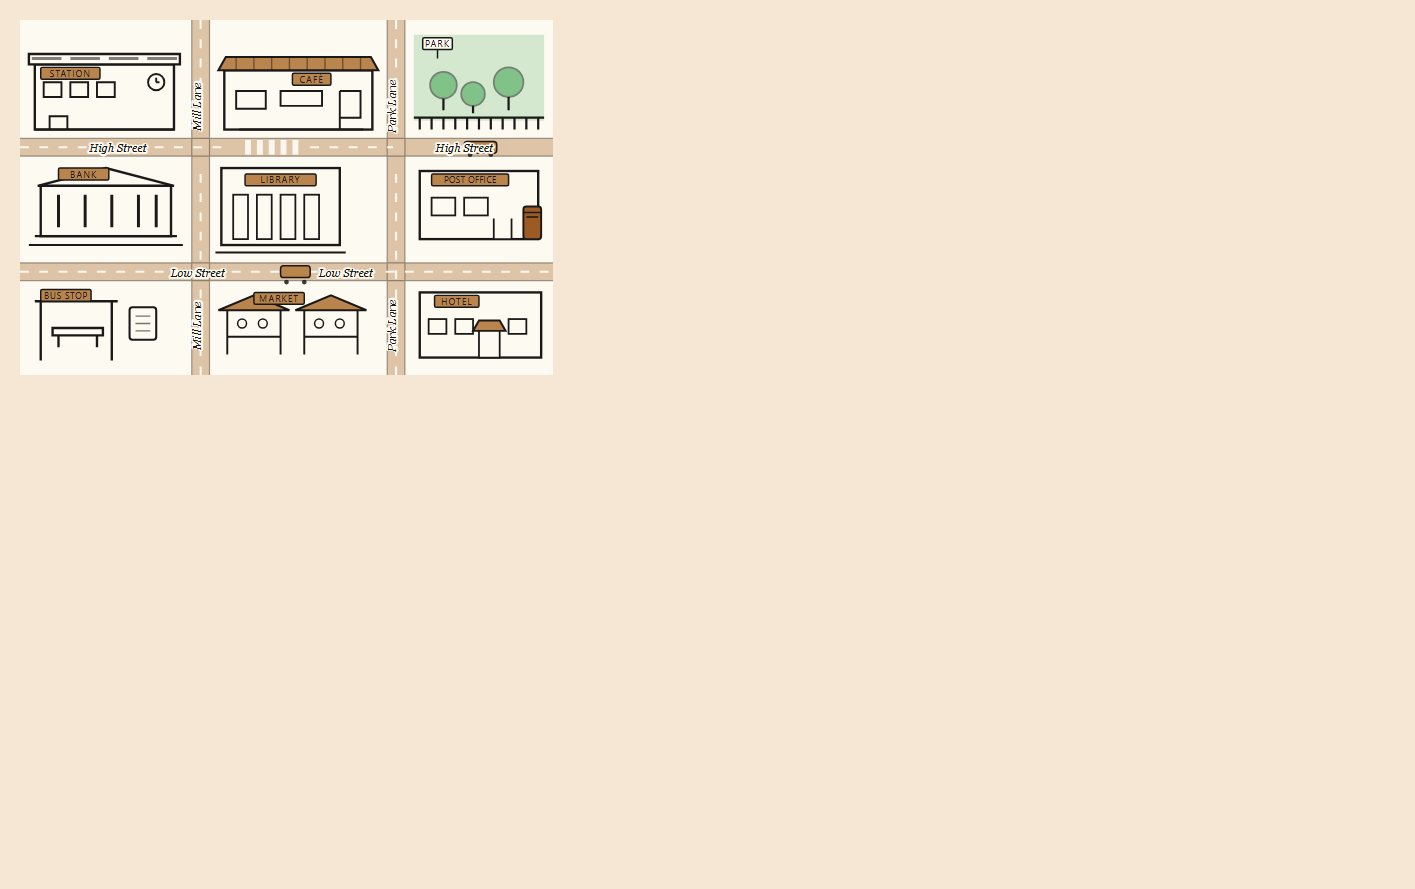 PARK
STATION
CAFE
Mill Lane
Park Lane
High Street
High Street
BANK
LIBRARY
POST OFFICE
Low Street
Low Street
BUS STOP
MARKET
HOTEL
Mill Lane
Park Lane